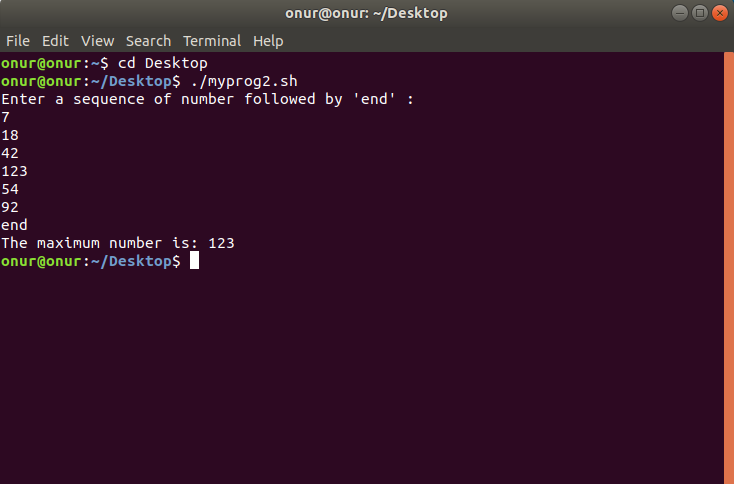 onur@onur: ~/Desktop
File Edit View Search Terminal Help
onur@onur:~$ cd Desktop
onur@onur:~/Desktop$ ./myprog2.sh
Enter a sequence of number followed by 'end' :
7
18
42
123
54
92
end
The maximum number is: 123
onur@onur:~/Desktop$